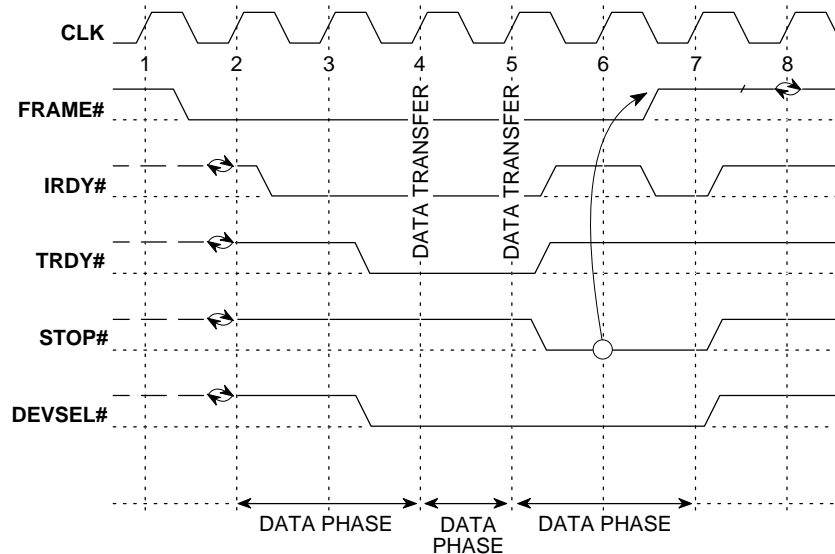 CLK
1 2 3 4 5 6 7 8
FRAME#
IRDY#
TRDY#
STOP#
DEVSEL#
DATA TRANSFER
DATA TRANSFER
DATA PHASE
DATA
PHASE
DATA PHASE